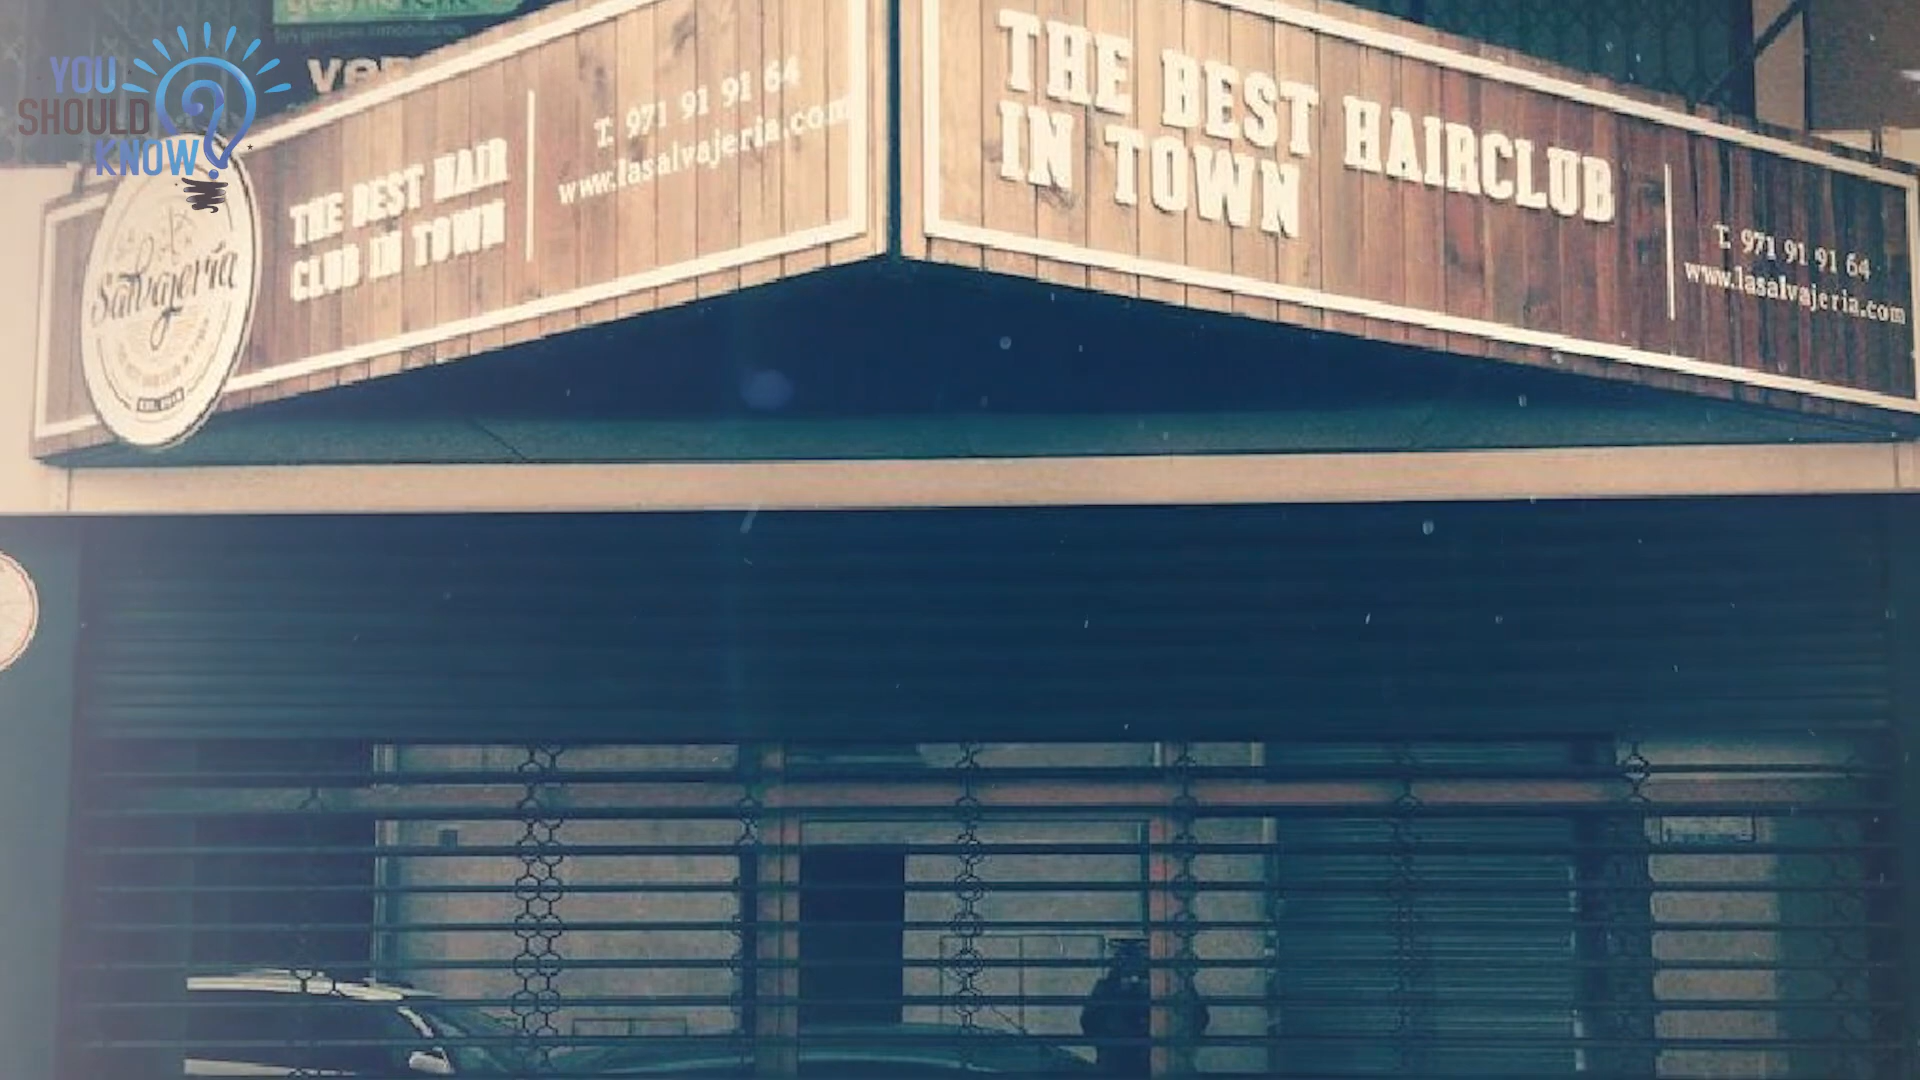 YOU
SHOULD
KNOW
Salvajería
THE BEST HAIR
CLUB IN TOWN
T. 971 91 91 64
www.lasalvajeria.com
THE BEST HAIRCLUB
IN TOWN
T. 971 91 91 64
www.lasalvajeria.com